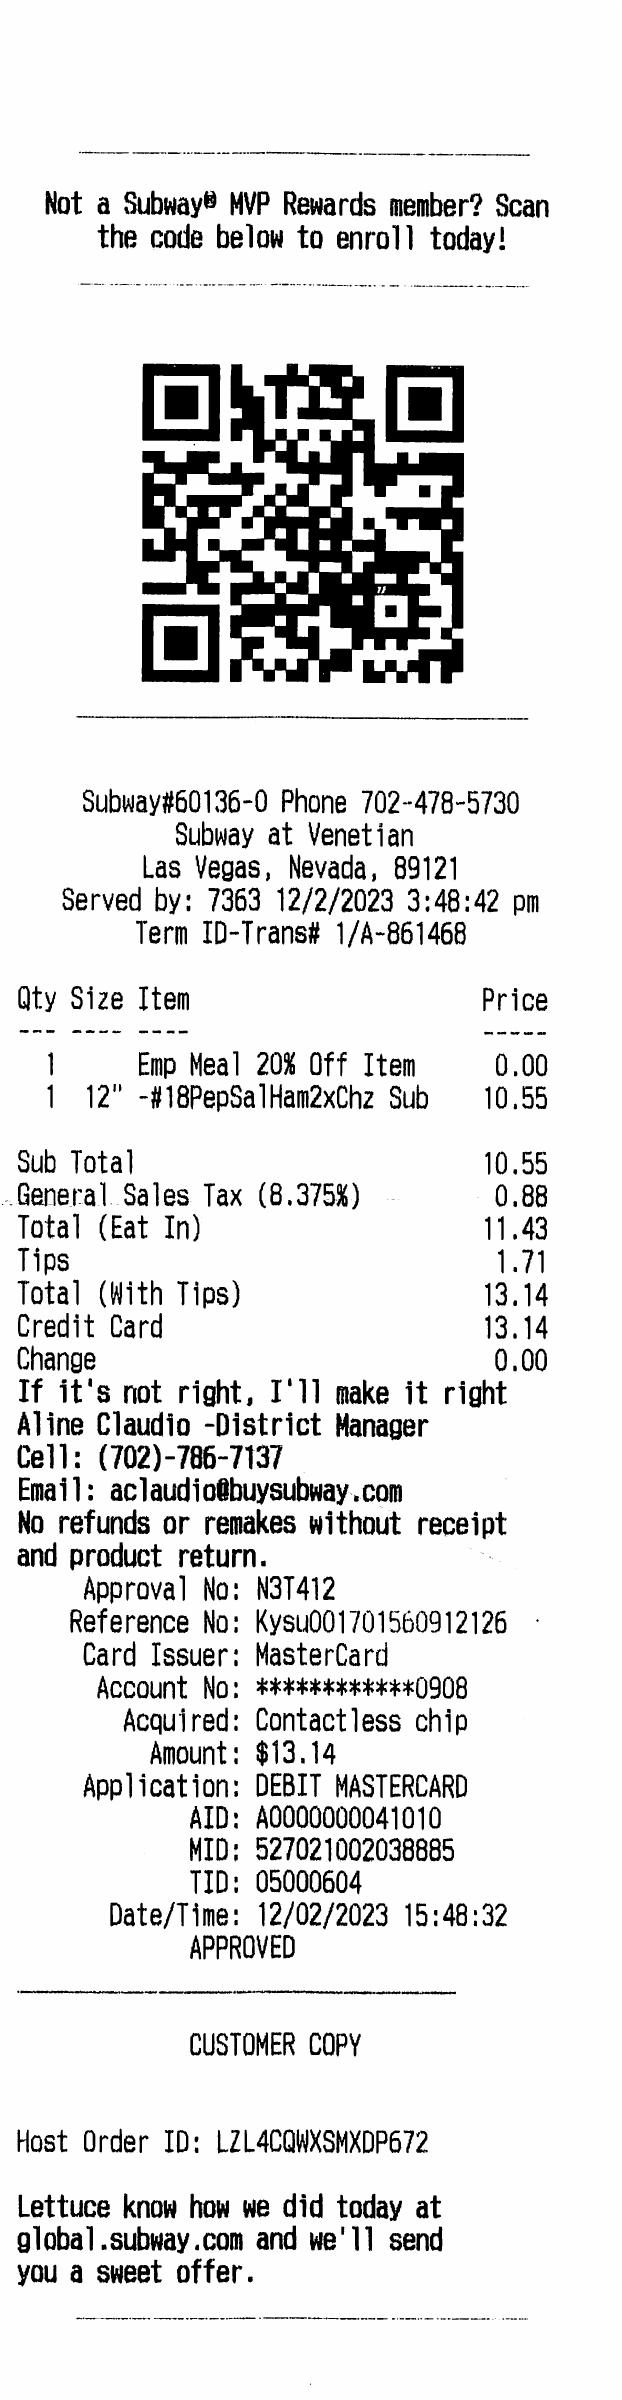 Not a Subway® MVP Rewards member? Scan
the code below to enroll today!
Subway#60136-0 Phone 702-478-5730
Subway at Venetian
Las Vegas, Nevada, 89121
Served by: 7363 12/2/2023 3:48:42 pm
Term ID-Trans# 1/A-861468
Qty Size Item Price
--- ---- ---- -----
1 Emp Meal 20% Off Item 0.00
1 12" -#18PepSalHam2xChz Sub 10.55
Sub Total 10.55
General Sales Tax (8.375%) 0.88
Total (Eat In) 11.43
Tips 1.71
Total (With Tips) 13.14
Credit Card 13.14
Change 0.00
If it's not right, I'll make it right
Aline Claudio -District Manager
Cell: (702)-786-7137
Email: aclaudio@buysubway.com
No refunds or remakes without receipt
and product return.
Approval No: N3T412
Reference No: Kysu001701560912126
Card Issuer: MasterCard
Account No: ************0908
Acquired: Contactless chip
Amount: $13.14
Application: DEBIT MASTERCARD
AID: A0000000041010
MID: 527021002038885
TID: 05000604
Date/Time: 12/02/2023 15:48:32
APPROVED
CUSTOMER COPY
Host Order ID: LZL4CQWXSMXDP672
Lettuce know how we did today at
global.subway.com and we'll send
you a sweet offer.